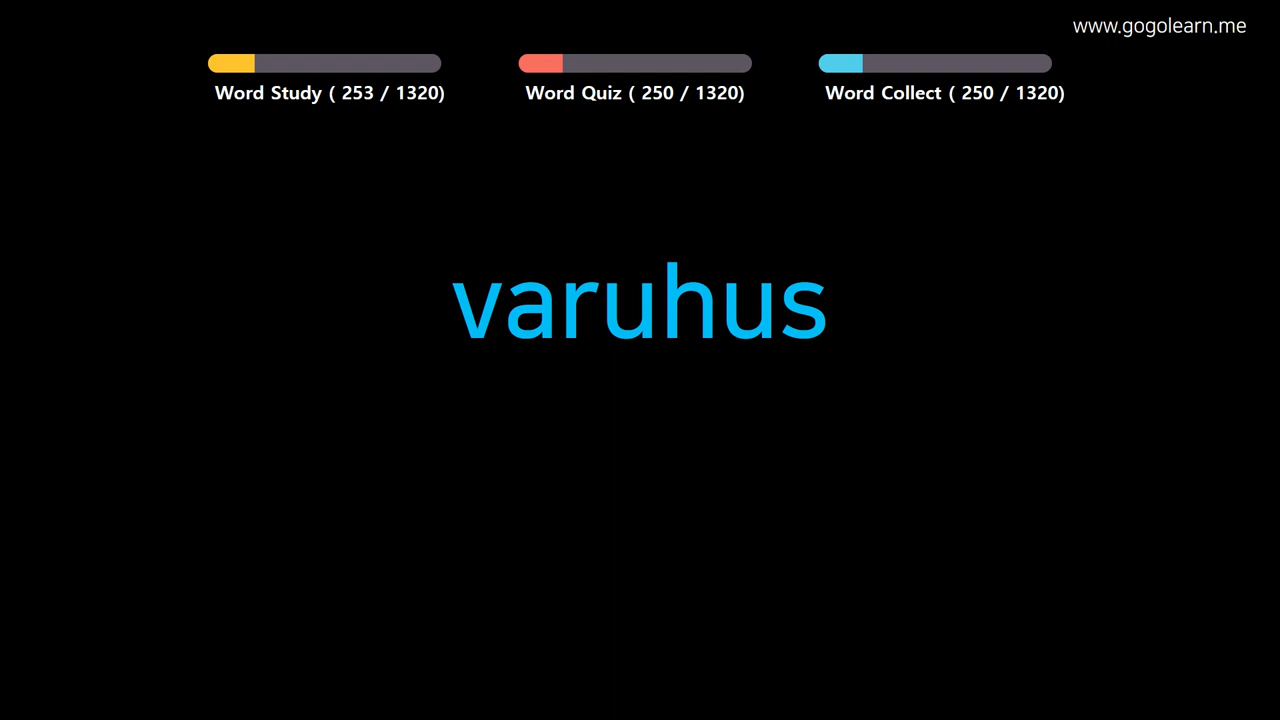 www.gogolearn.me
Word Study ( 253 / 1320)
Word Quiz ( 250 / 1320)
Word Collect ( 250 / 1320)
varuhus